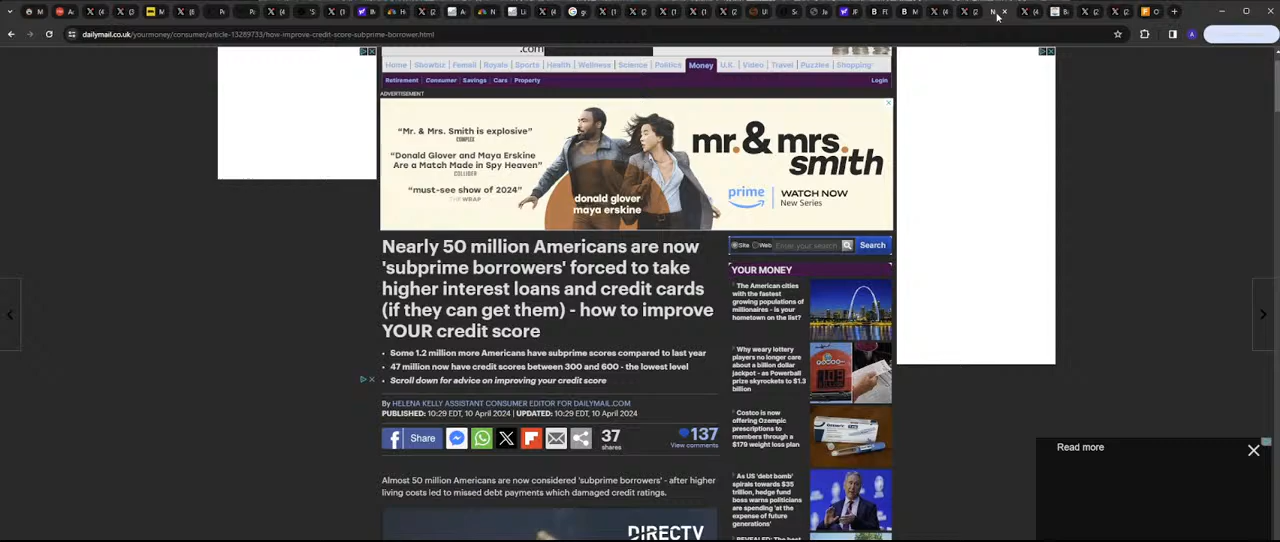 dailymail.co.uk/yourmoney/consumer/article-13289733/how-improve-credit-score-subprime-borrower.html
.com
Home Showbiz Femail Royals Sports Health Wellness Science Politics Money U.K. Video Travel Puzzles Shopping
Retirement Consumer Savings Cars Property Login
ADVERTISEMENT
“Mr. & Mrs. Smith is explosive”
COMPLEX
“Donald Glover and Maya Erskine
Are a Match Made in Spy Heaven”
COLLIDER
“must-see show of 2024”
THE WRAP
donald glover
maya erskine
mr. & mrs.
smith
prime
WATCH NOW
New Series
Nearly 50 million Americans are now
'subprime borrowers' forced to take
higher interest loans and credit cards
(if they can get them) - how to improve
YOUR credit score
Some 1.2 million more Americans have subprime scores compared to last year
47 million now have credit scores between 300 and 600 - the lowest level
Scroll down for advice on improving your credit score
By HELENA KELLY ASSISTANT CONSUMER EDITOR FOR DAILYMAIL.COM
PUBLISHED: 10:29 EDT, 10 April 2024 | UPDATED: 10:29 EDT, 10 April 2024
Share
37
shares
137
View comments
Almost 50 million Americans are now considered 'subprime borrowers' - after higher
living costs led to missed debt payments which damaged credit ratings.
DIRECTV
Site Web Enter your search Search
YOUR MONEY
The American cities
with the fastest
growing populations of
millionaires - is your
hometown on the list?
Why weary lottery
players no longer care
about a billion dollar
jackpot - as Powerball
prize skyrockets to $1.3
billion
Costco is now
offering Ozempic
prescriptions to
members through a
$179 weight loss plan
As US 'debt bomb'
spirals towards $35
trillion, hedge fund
boss warns politicians
are spending 'at the
expense of future
generations'
REVEALED: The best
Read more